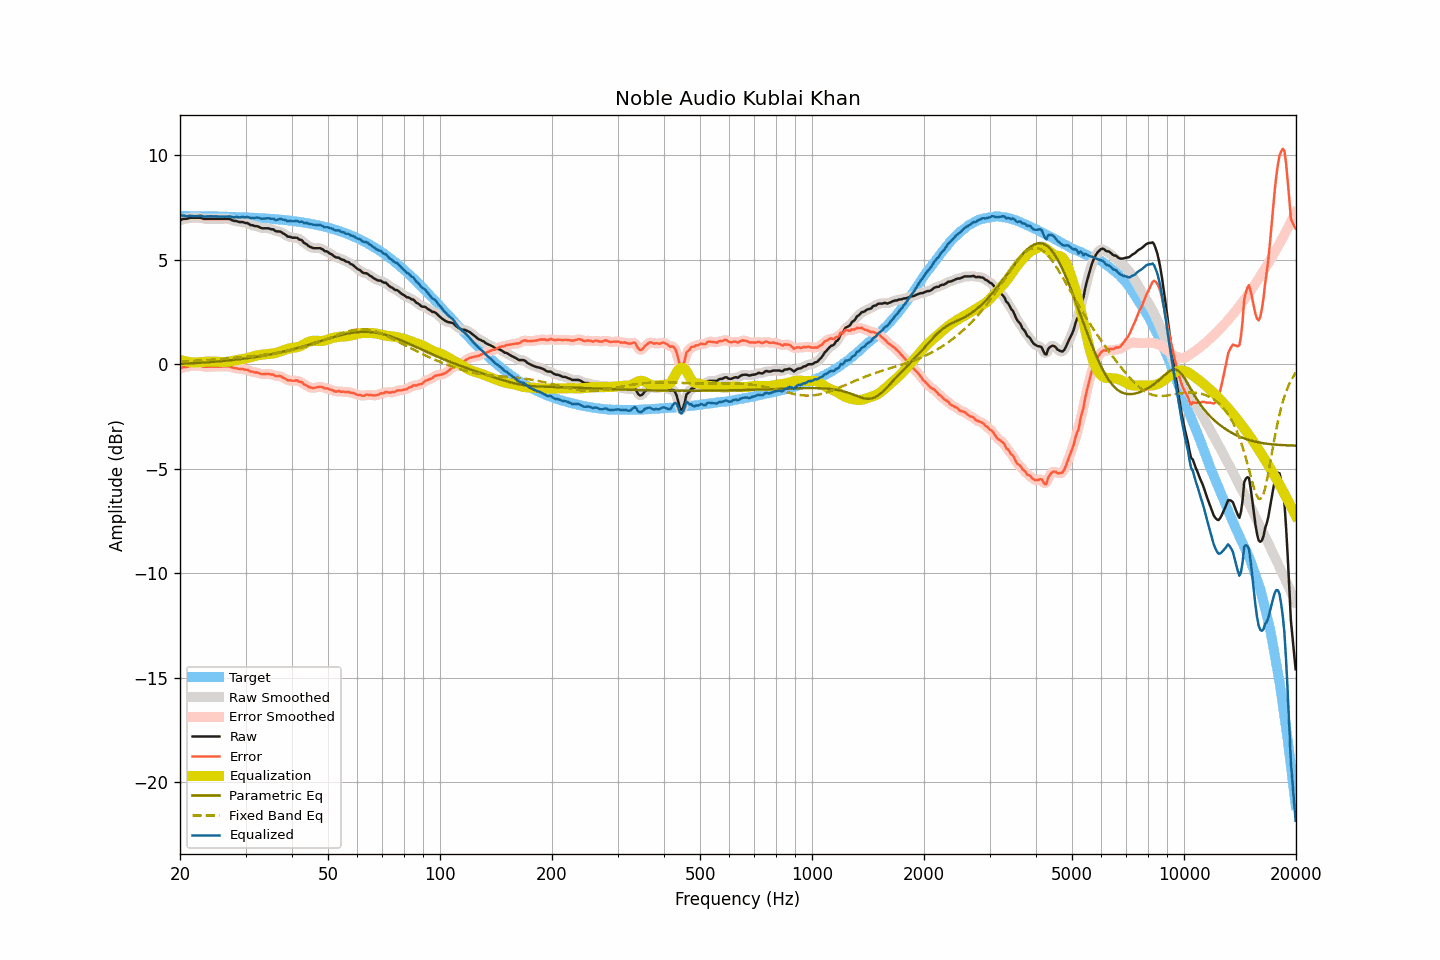 Noble Audio Kublai Khan
10
5
0
−5
−10
−15
−20
Amplitude (dBr)
Target
Raw Smoothed
Error Smoothed
Raw
Error
Equalization
Parametric Eq
Fixed Band Eq
Equalized
20 50 100 200 500 1000 2000 5000 10000 20000
Frequency (Hz)